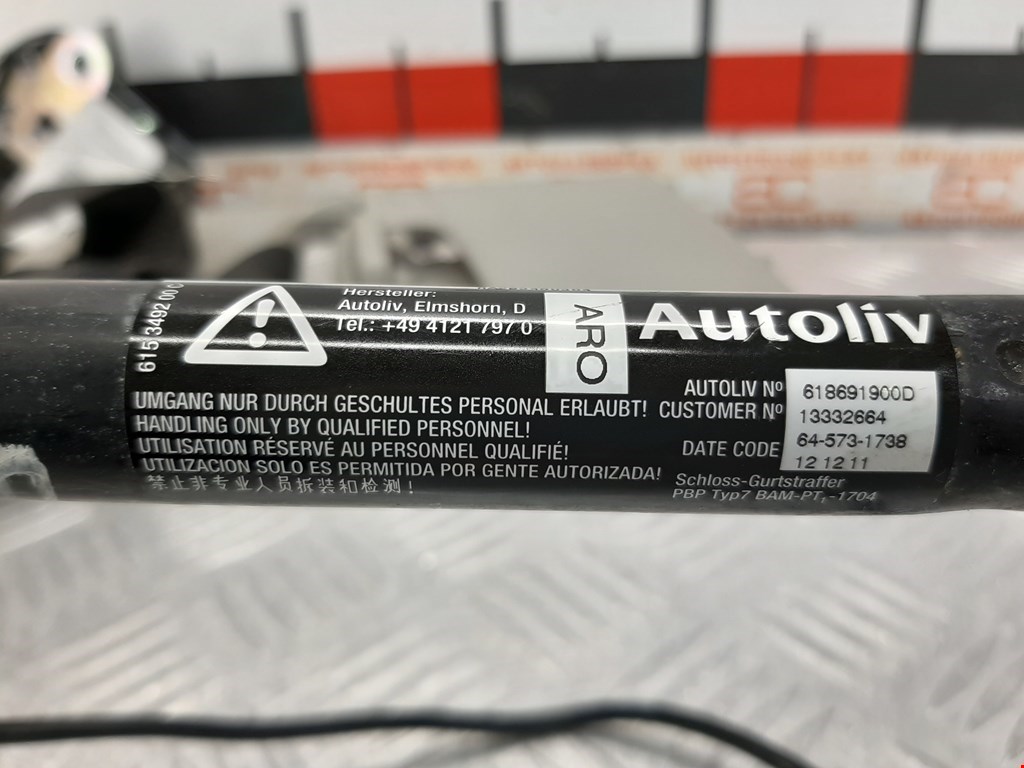 6153492 00 C
Hersteller:
Autoliv, Elmshorn, D
Tel.: +49 4121 797 0
ARO
Autoliv
AUTOLIV Nº 618691900D
CUSTOMER Nº 13332664
DATE CODE 64-573-1738
12 12 11
Schloss-Gurtstraffer
PBP Typ7 BAM-PT₁-1704
UMGANG NUR DURCH GESCHULTES PERSONAL ERLAUBT!
HANDLING ONLY BY QUALIFIED PERSONNEL!
UTILISATION RÉSERVÉ AU PERSONNEL QUALIFIÉ!
UTILIZACION SOLO ES PERMITIDA POR GENTE AUTORIZADA!
禁止非专业人员拆装和检测!